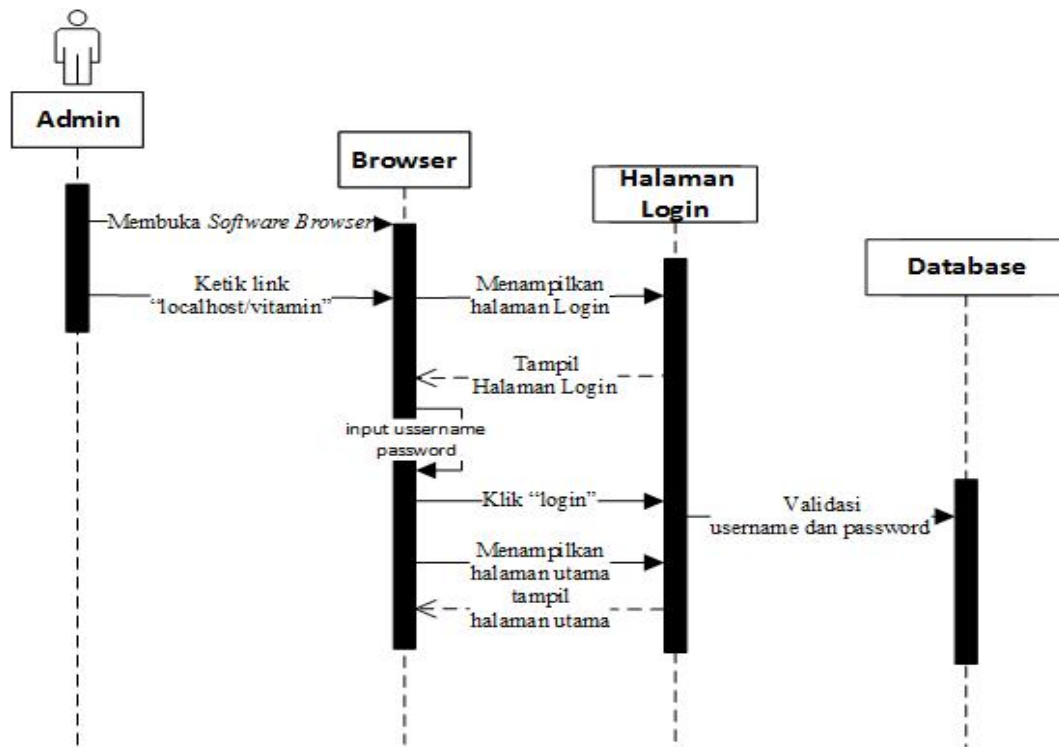 Admin
Browser
Halaman
Login
Database
Membuka Software Browser
Ketik link
“localhost/vitamin”
Menampilkan
halaman Login
Tampil
Halaman Login
input ussername
password
Klik “login”
Validasi
username dan password
Menampilkan
halaman utama
tampil
halaman utama